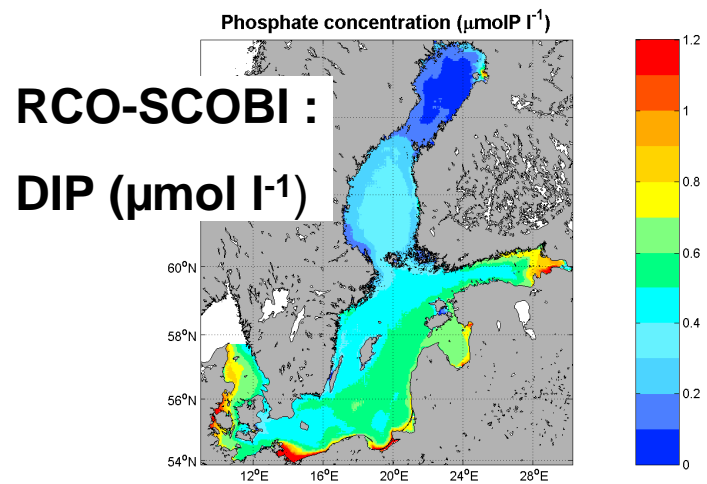 Phosphate concentration (µmolP l⁻¹)
RCO-SCOBI :
DIP (µmol l⁻¹)
60°N
58°N
56°N
54°N
12°E 16°E 20°E 24°E 28°E
1.2
1
0.8
0.6
0.4
0.2
0